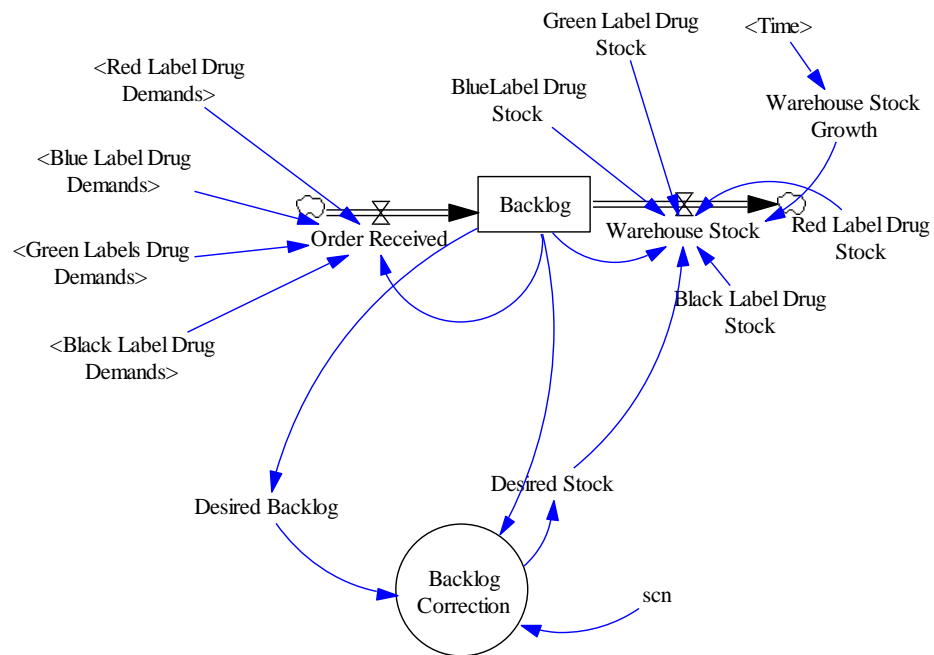 Green Label Drug
Stock
<Time>
<Red Label Drug
Demands>
BlueLabel Drug
Stock
Warehouse Stock
Growth
<Blue Label Drug
Demands>
Backlog
Order Received
Warehouse Stock
Red Label Drug
Stock
<Green Labels Drug
Demands>
Black Label Drug
Stock
<Black Label Drug
Demands>
Desired Backlog
Desired Stock
Backlog
Correction
scn